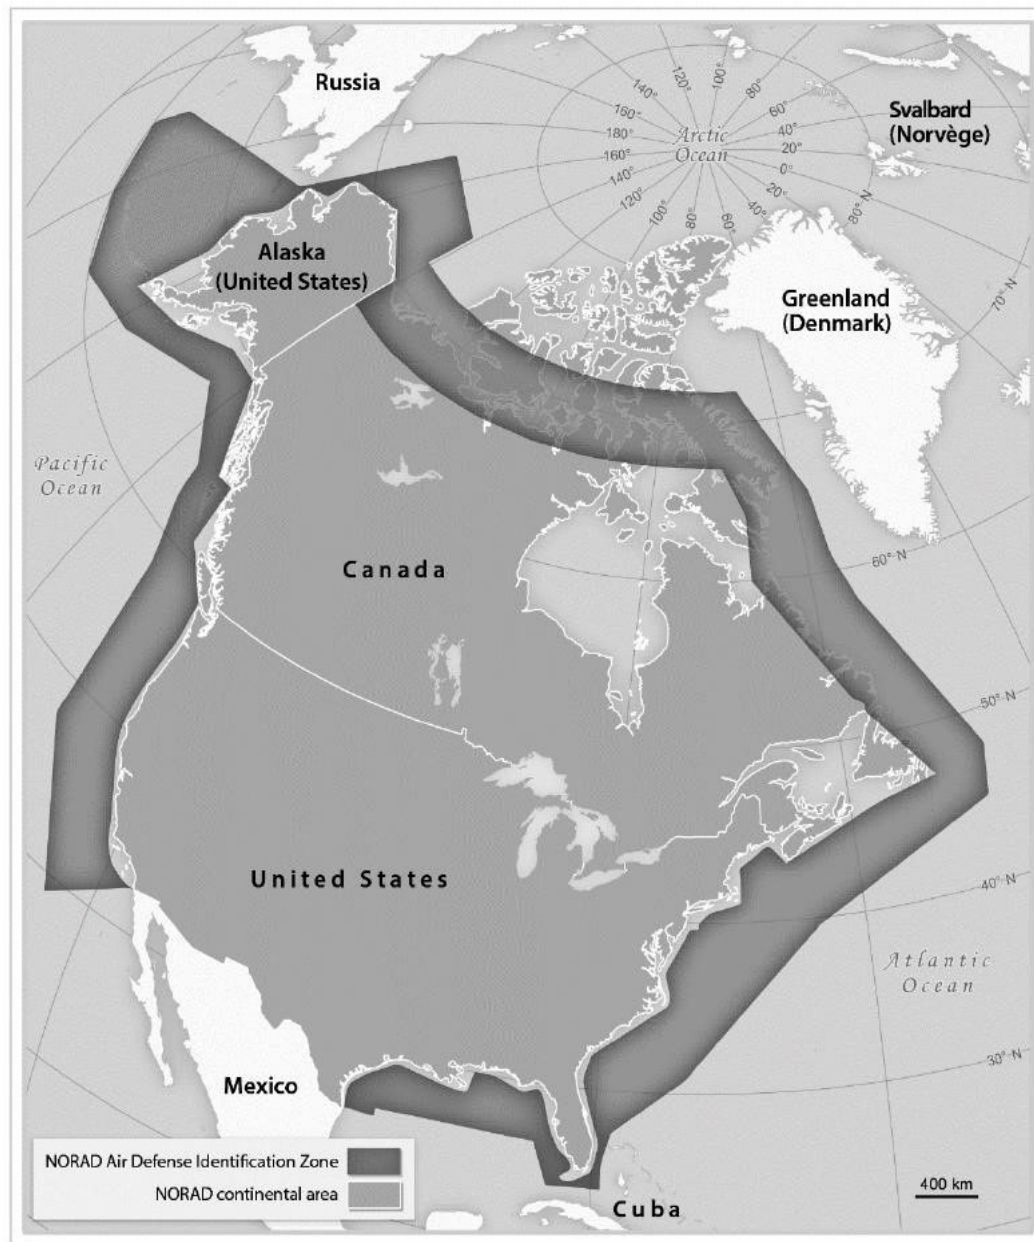 Russia
120°
100°
140°
80°
160°
60°
180°
40°
160°
20°
140°
0°
120°
20°
100°
80°
60°
40°
80° N
Arctic
Ocean
Svalbard
(Norvège)
Alaska
(United States)
Greenland
(Denmark)
70° N
Pacific
Ocean
Canada
60° N
50° N
United States
40° N
Atlantic
Ocean
30° N
Mexico
NORAD Air Defense Identification Zone
NORAD continental area
400 km
Cuba